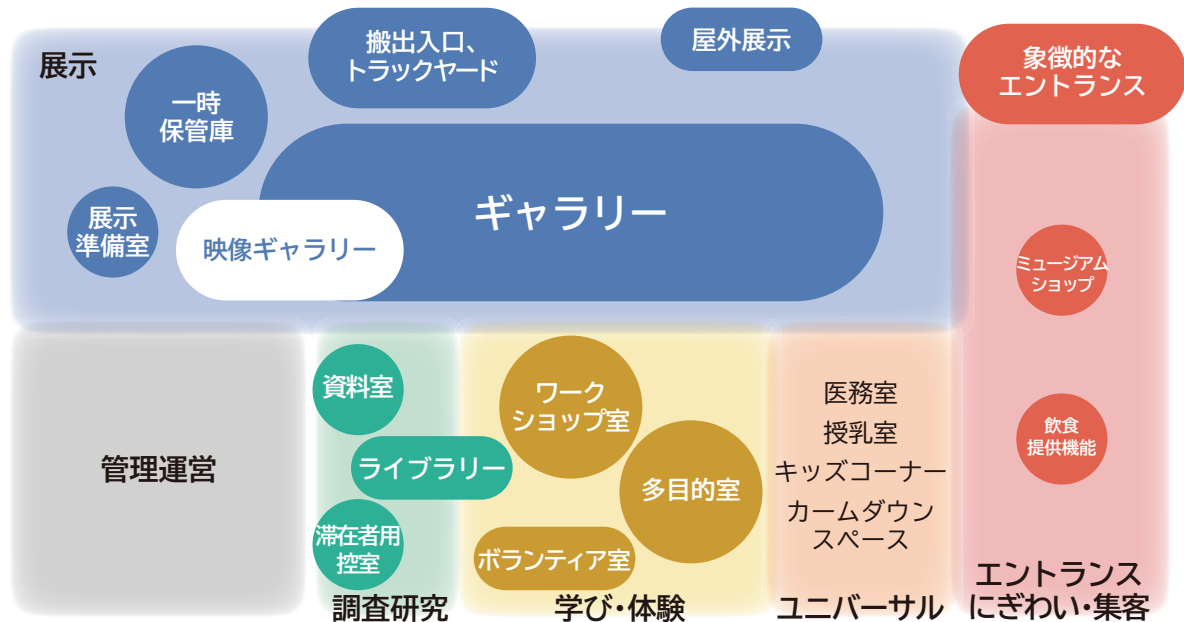 展示
搬出入口、
トラックヤード
屋外展示
象徴的な
エントランス
一時
保管庫
展示
準備室
映像ギャラリー
ギャラリー
ミュージアム
ショップ
飲食
提供機能
エントランス
にぎわい・集客
管理運営
資料室
ライブラリー
滞在者用
控室
調査研究
ワーク
ショップ室
多目的室
ボランティア室
学び・体験
医務室
授乳室
キッズコーナー
カームダウン
スペース
ユニバーサル